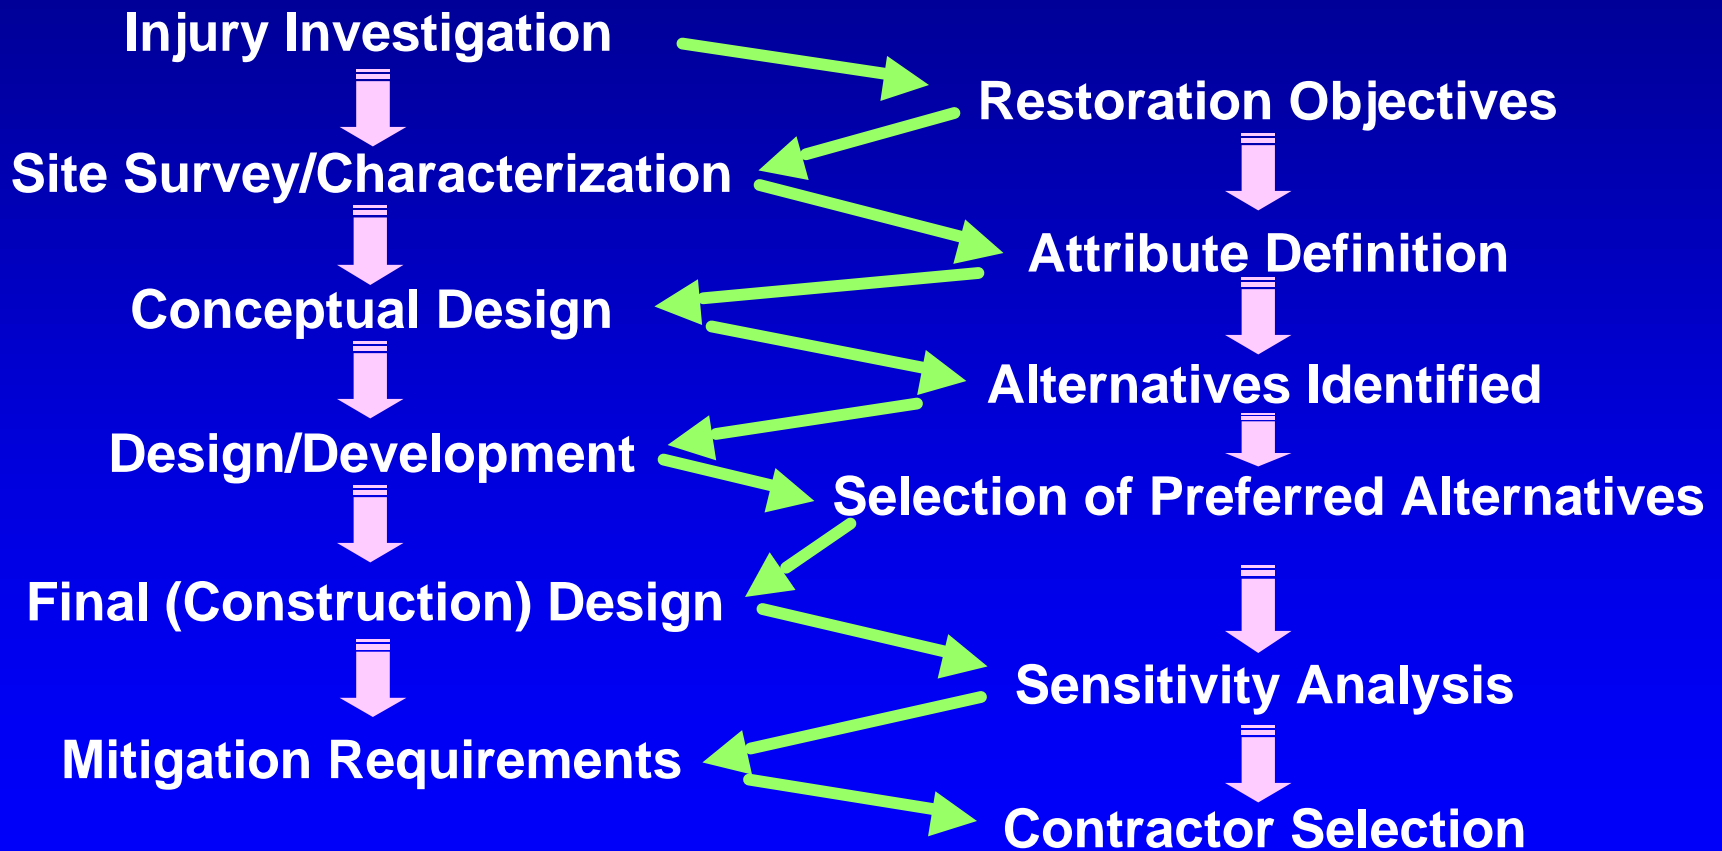 Injury Investigation
Restoration Objectives
Site Survey/Characterization
Attribute Definition
Conceptual Design
Alternatives Identified
Design/Development
Selection of Preferred Alternatives
Final (Construction) Design
Sensitivity Analysis
Mitigation Requirements
Contractor Selection